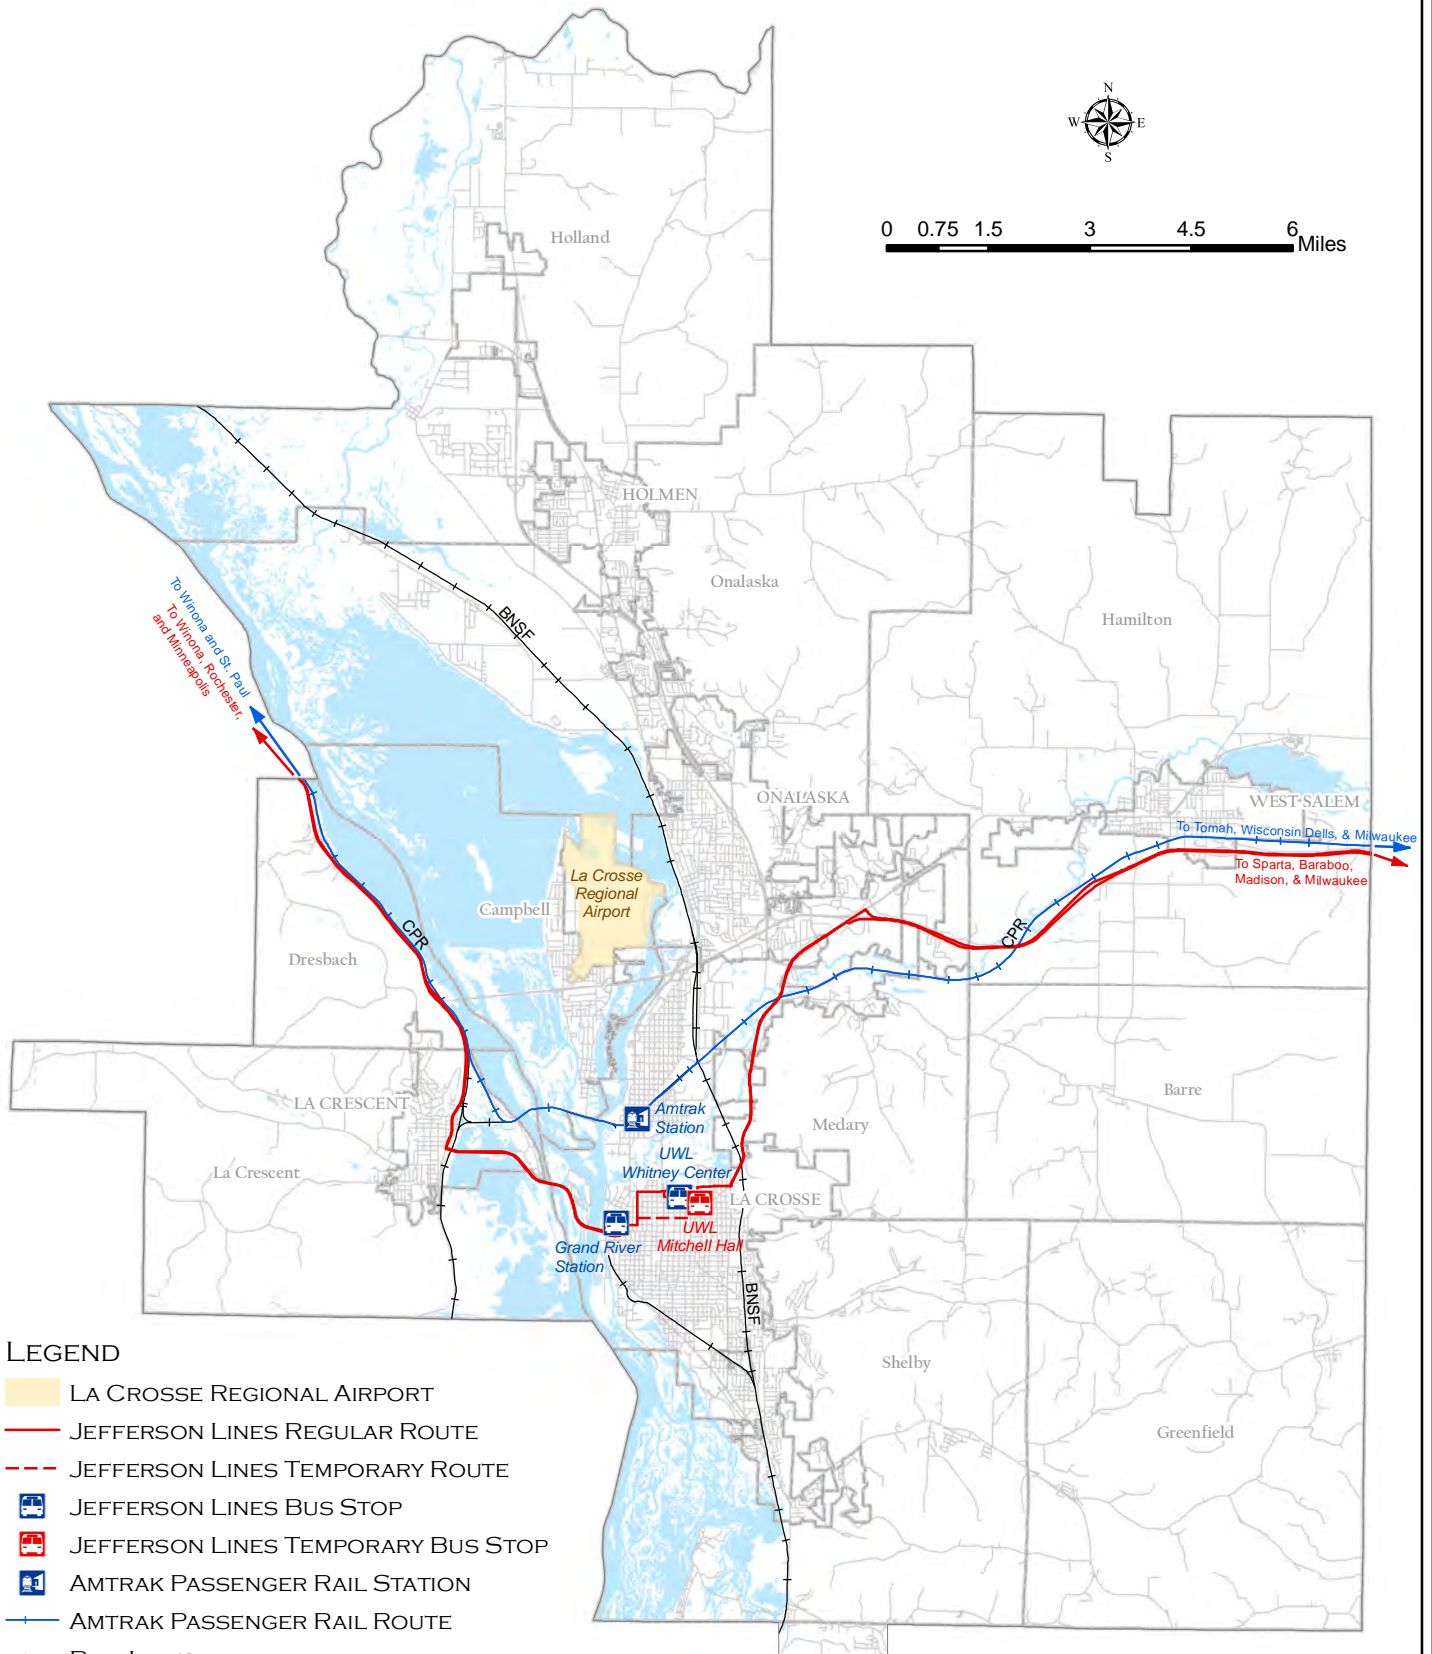 N
W E
S
0 0.75 1.5 3 4.5 6
Miles
Holland
HOLMEN
Onalaska
Hamilton
BNSF
To Winona and St. Paul
To Winona, Rochester,
and Minneapolis
ONALASKA
WEST SALEM
To Tomah, Wisconsin Dells, & Milwaukee
To Sparta, Baraboo,
Madison, & Milwaukee
La Crosse
Regional
Airport
Campbell
CPR
CPR
Dresbach
Barre
LA CRESCENT
Amtrak
Station
Medary
UWL
Whitney Center
La Crescent
LA CROSSE
UWL
Mitchell Hall
Grand River
Station
BNSF
Shelby
Greenfield
LEGEND
LA CROSSE REGIONAL AIRPORT
JEFFERSON LINES REGULAR ROUTE
JEFFERSON LINES TEMPORARY ROUTE
JEFFERSON LINES BUS STOP
JEFFERSON LINES TEMPORARY BUS STOP
AMTRAK PASSENGER RAIL STATION
AMTRAK PASSENGER RAIL ROUTE